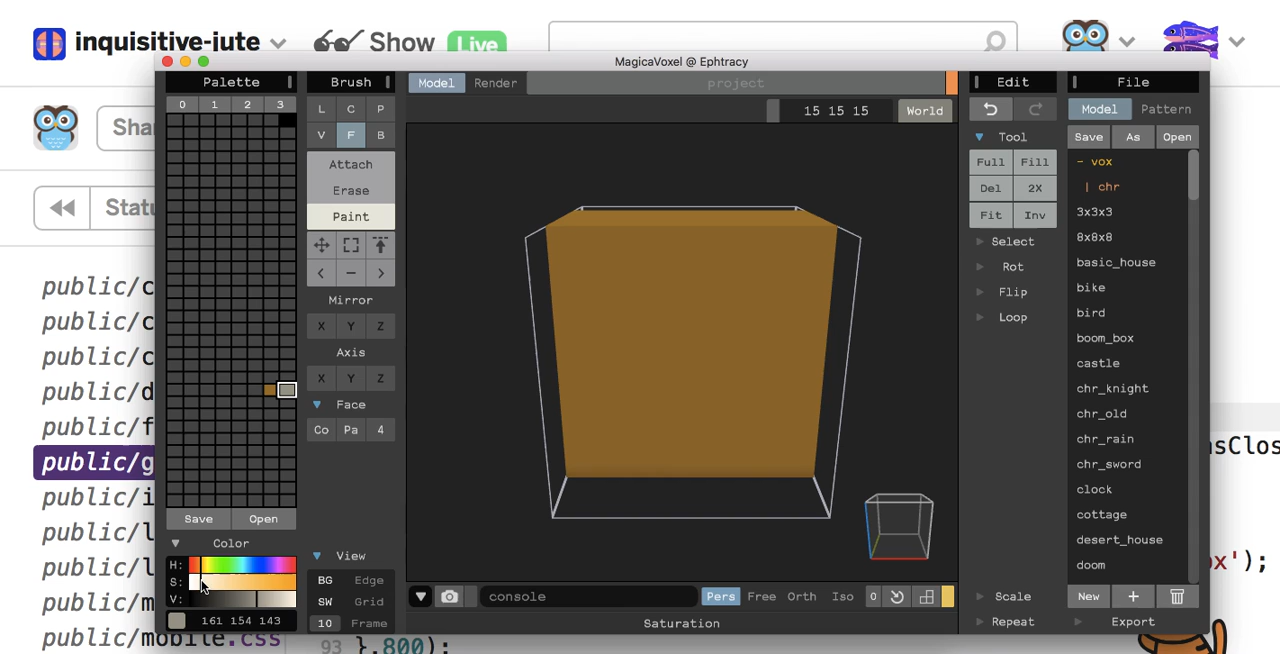 inquisitive-jute Show Live
Sha
Statu
public/c
public/c
public/c
public/d
public/f
public/g
public/i
public/l
public/l
public/m
public/mobile.css
MagicaVoxel @ Ephtracy
Palette
0 1 2 3
Save Open
Color
H:
S:
V:
161 154 143
Brush
L C P
V F B
Attach
Erase
Paint
< − >
Mirror
X Y Z
Axis
X Y Z
Face
Co Pa 4
View
BG Edge
SW Grid
10 Frame
Model Render project
15 15 15 World
console Pers Free Orth Iso 0
Saturation
Edit
Tool
Full Fill
Del 2X
Fit Inv
Select
Rot
Flip
Loop
Scale
Repeat
File
Model Pattern
Save As Open
− vox
| chr
3x3x3
8x8x8
basic_house
bike
bird
boom_box
castle
chr_knight
chr_old
chr_rain
chr_sword
clock
cottage
desert_house
doom
New +
Export
asClos
ox');
93 }.800);